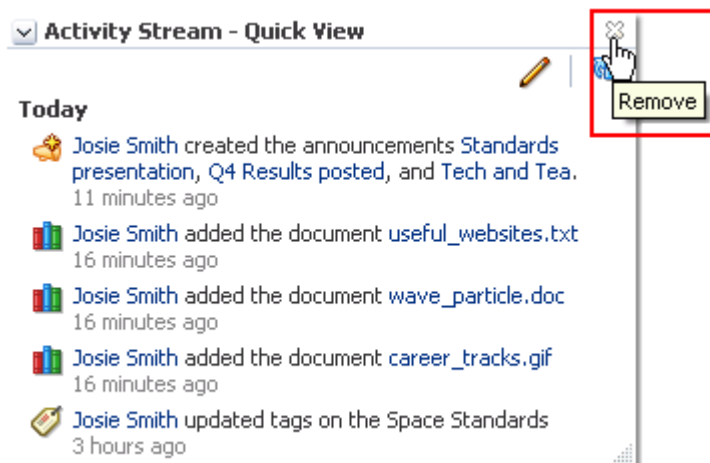 Activity Stream - Quick View
Remove
Today
Josie Smith created the announcements Standards
presentation, Q4 Results posted, and Tech and Tea.
11 minutes ago
Josie Smith added the document useful_websites.txt
16 minutes ago
Josie Smith added the document wave_particle.doc
16 minutes ago
Josie Smith added the document career_tracks.gif
16 minutes ago
Josie Smith updated tags on the Space Standards
3 hours ago